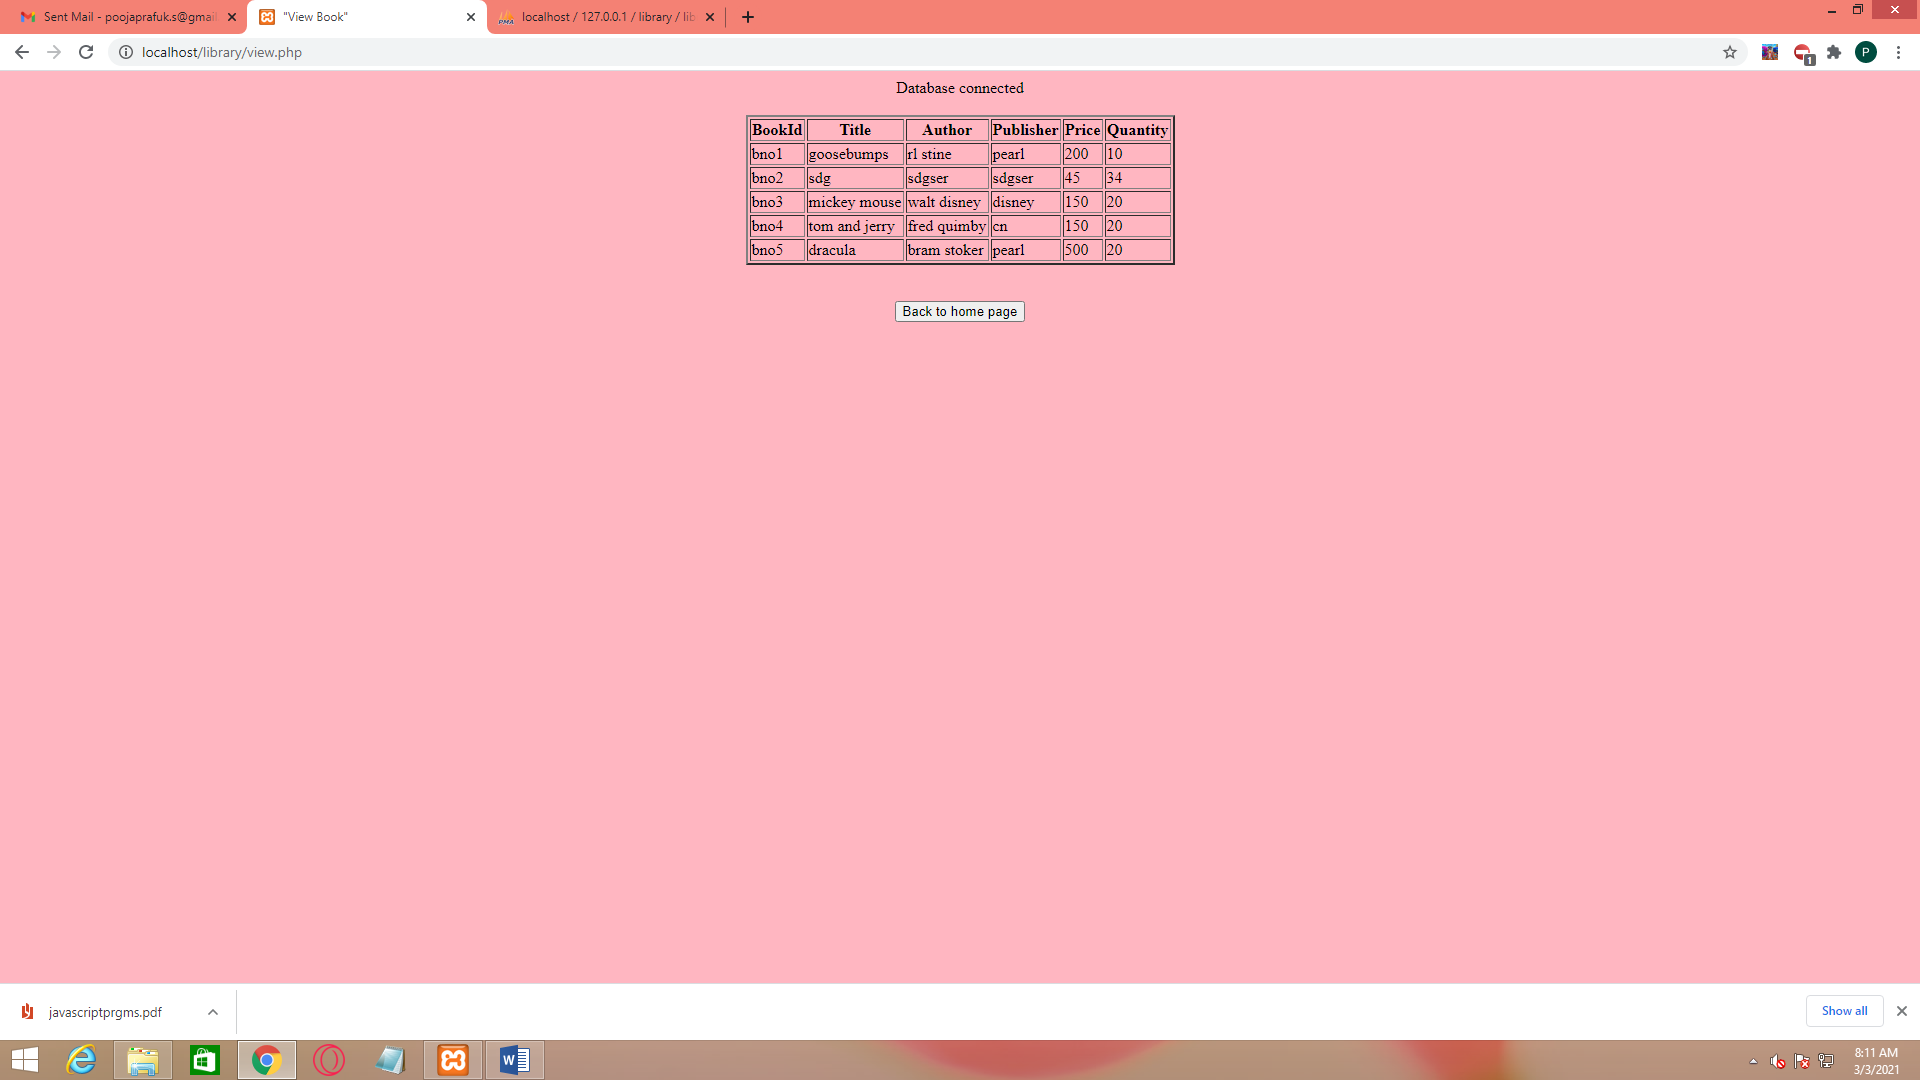 Sent Mail - poojaprafuk.s@gmai
"View Book"
localhost / 127.0.0.1 / library / lib
localhost/library/view.php
1
P
Database connected
BookId Title Author Publisher Price Quantity
bno1 goosebumps rl stine pearl 200 10
bno2 sdg sdgser sdgser 45 34
bno3 mickey mouse walt disney disney 150 20
bno4 tom and jerry fred quimby cn 150 20
bno5 dracula bram stoker pearl 500 20
Back to home page
javascriptprgms.pdf
Show all
8:11 AM
3/3/2021